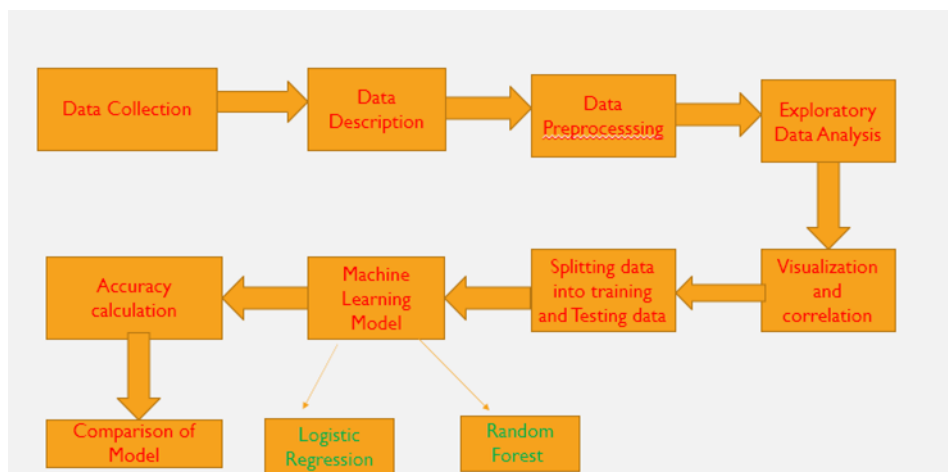 Data Collection
Data
Description
Data
Preprocesssing
Exploratory
Data Analysis
Visualization
and
correlation
Splitting data
into training
and Testing data
Machine
Learning
Model
Accuracy
calculation
Comparison of
Model
Logistic
Regression
Random
Forest